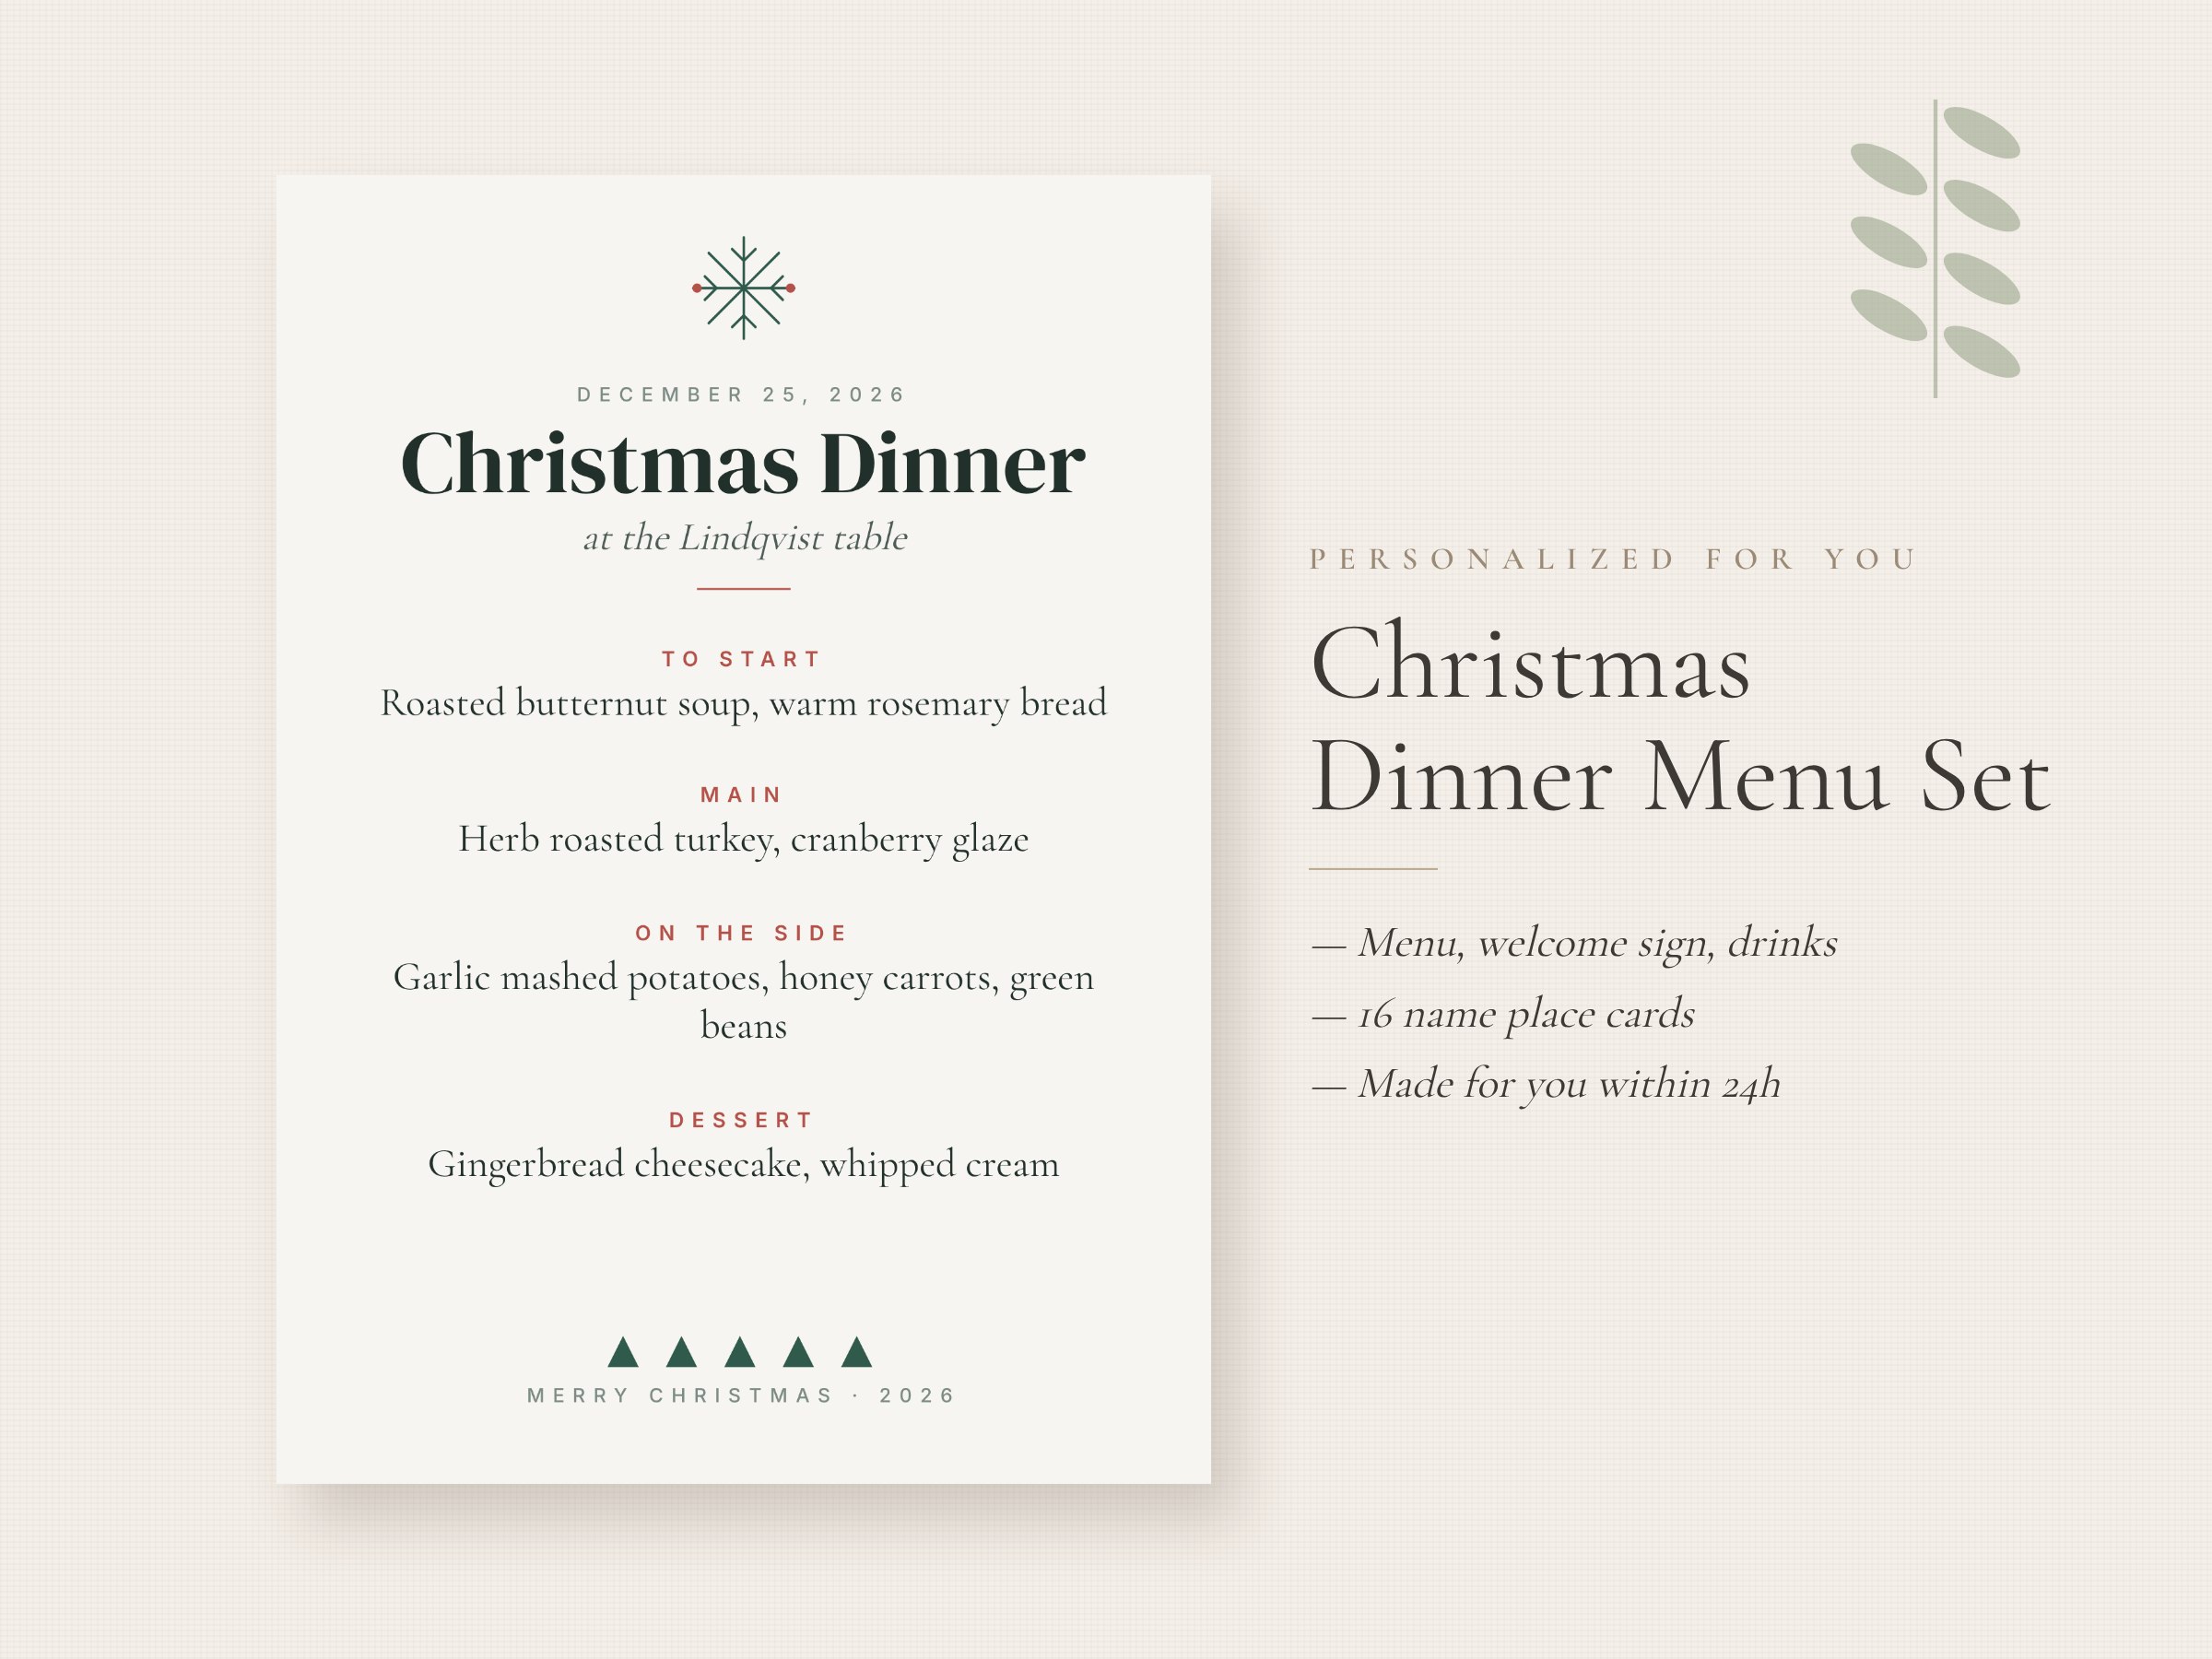 DECEMBER 25, 2026
Christmas Dinner
at the Lindqvist table
TO START
Roasted butternut soup, warm rosemary bread
MAIN
Herb roasted turkey, cranberry glaze
ON THE SIDE
Garlic mashed potatoes, honey carrots, green
beans
DESSERT
Gingerbread cheesecake, whipped cream
MERRY CHRISTMAS · 2026
PERSONALIZED FOR YOU
Christmas
Dinner Menu Set
— Menu, welcome sign, drinks
— 16 name place cards
— Made for you within 24h